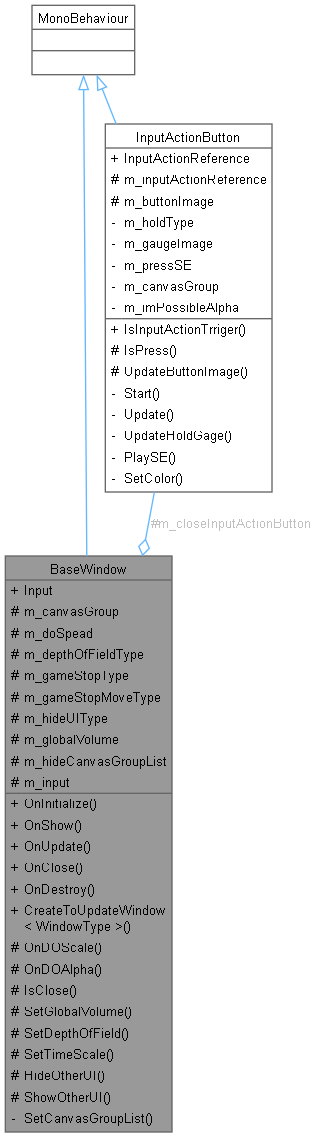 MonoBehaviour
InputActionButton
+ InputActionReference
# m_inputActionReference
# m_buttonImage
- m_holdType
- m_gaugeImage
- m_pressSE
- m_canvasGroup
- m_imPossibleAlpha
+ IsInputActionTrriger()
# IsPress()
# UpdateButtonImage()
- Start()
- Update()
- UpdateHoldGage()
- PlaySE()
- SetColor()
#m_closeInputActionButton
BaseWindow
+ Input
# m_canvasGroup
# m_doSpead
# m_depthOfFieldType
# m_gameStopType
# m_gameStopMoveType
# m_hideUIType
# m_globalVolume
# m_hideCanvasGroupList
# m_input
+ OnInitialize()
+ OnShow()
+ OnUpdate()
+ OnClose()
+ OnDestroy()
+ CreateToUpdateWindow
< WindowType >()
# OnDOScale()
# OnDOAlpha()
# IsClose()
# SetGlobalVolume()
# SetDepthOfField()
# SetTimeScale()
# HideOtherUI()
# ShowOtherUI()
- SetCanvasGroupList()